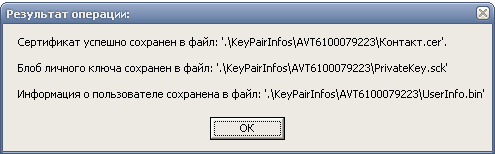 Результат операции:
Сертификат успешно сохранен в файл: '.\KeyPairInfos\AVT6100079223\Контакт.cer'.
Блоб личного ключа сохранен в файл: '.\KeyPairInfos\AVT6100079223\PrivateKey.sck'
Информация о пользователе сохранена в файл: '.\KeyPairInfos\AVT6100079223\UserInfo.bin'
OK